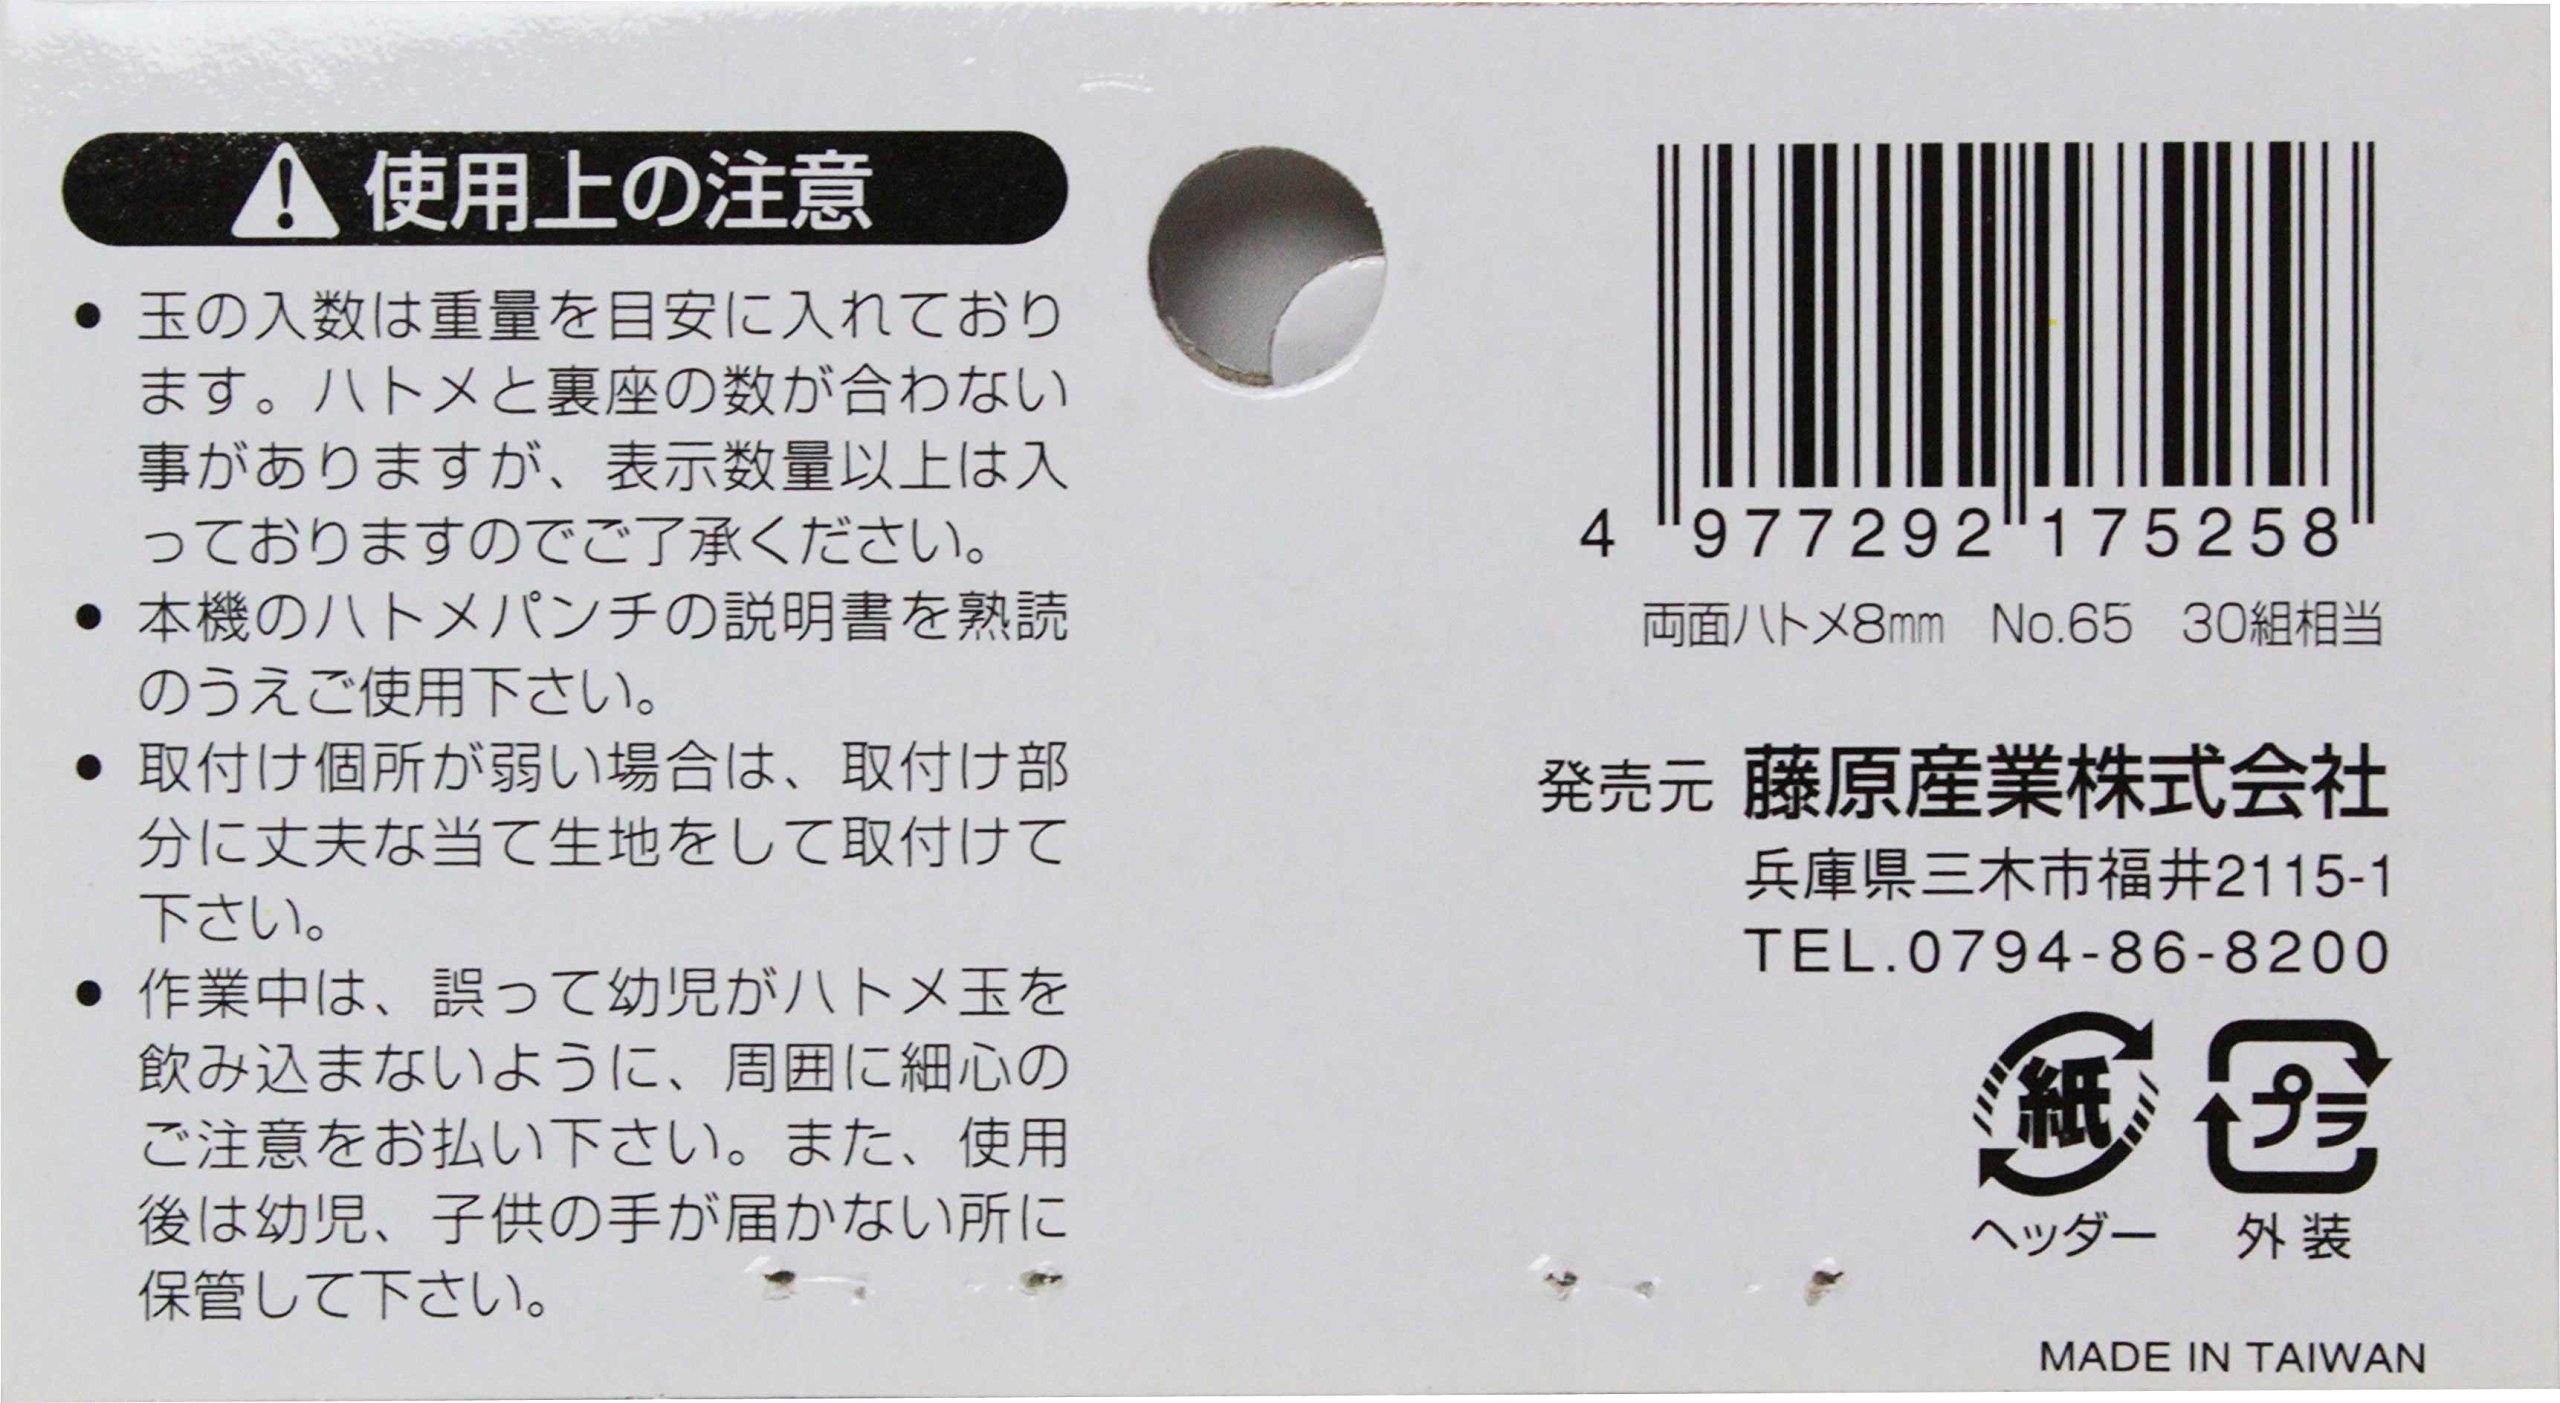 使用上の注意
● 玉の入数は重量を目安に入れており
ます。ハトメと裏座の数が合わない
事がありますが、表示数量以上は入
っておりますのでご了承ください。
● 本機のハトメパンチの説明書を熟読
のうえご使用下さい。
● 取付け個所が弱い場合は、取付け部
分に丈夫な当て生地をして取付けて
下さい。
● 作業中は、誤って幼児がハトメ玉を
飲み込まないように、周囲に細心の
ご注意をお払い下さい。また、使用
後は幼児、子供の手が届かない所に
保管して下さい。
4 977292 175258
両面ハトメ8mm No.65 30組相当
発売元 藤原産業株式会社
兵庫県三木市福井2115-1
TEL.0794-86-8200
紙 プラ
ヘッダー 外装
MADE IN TAIWAN